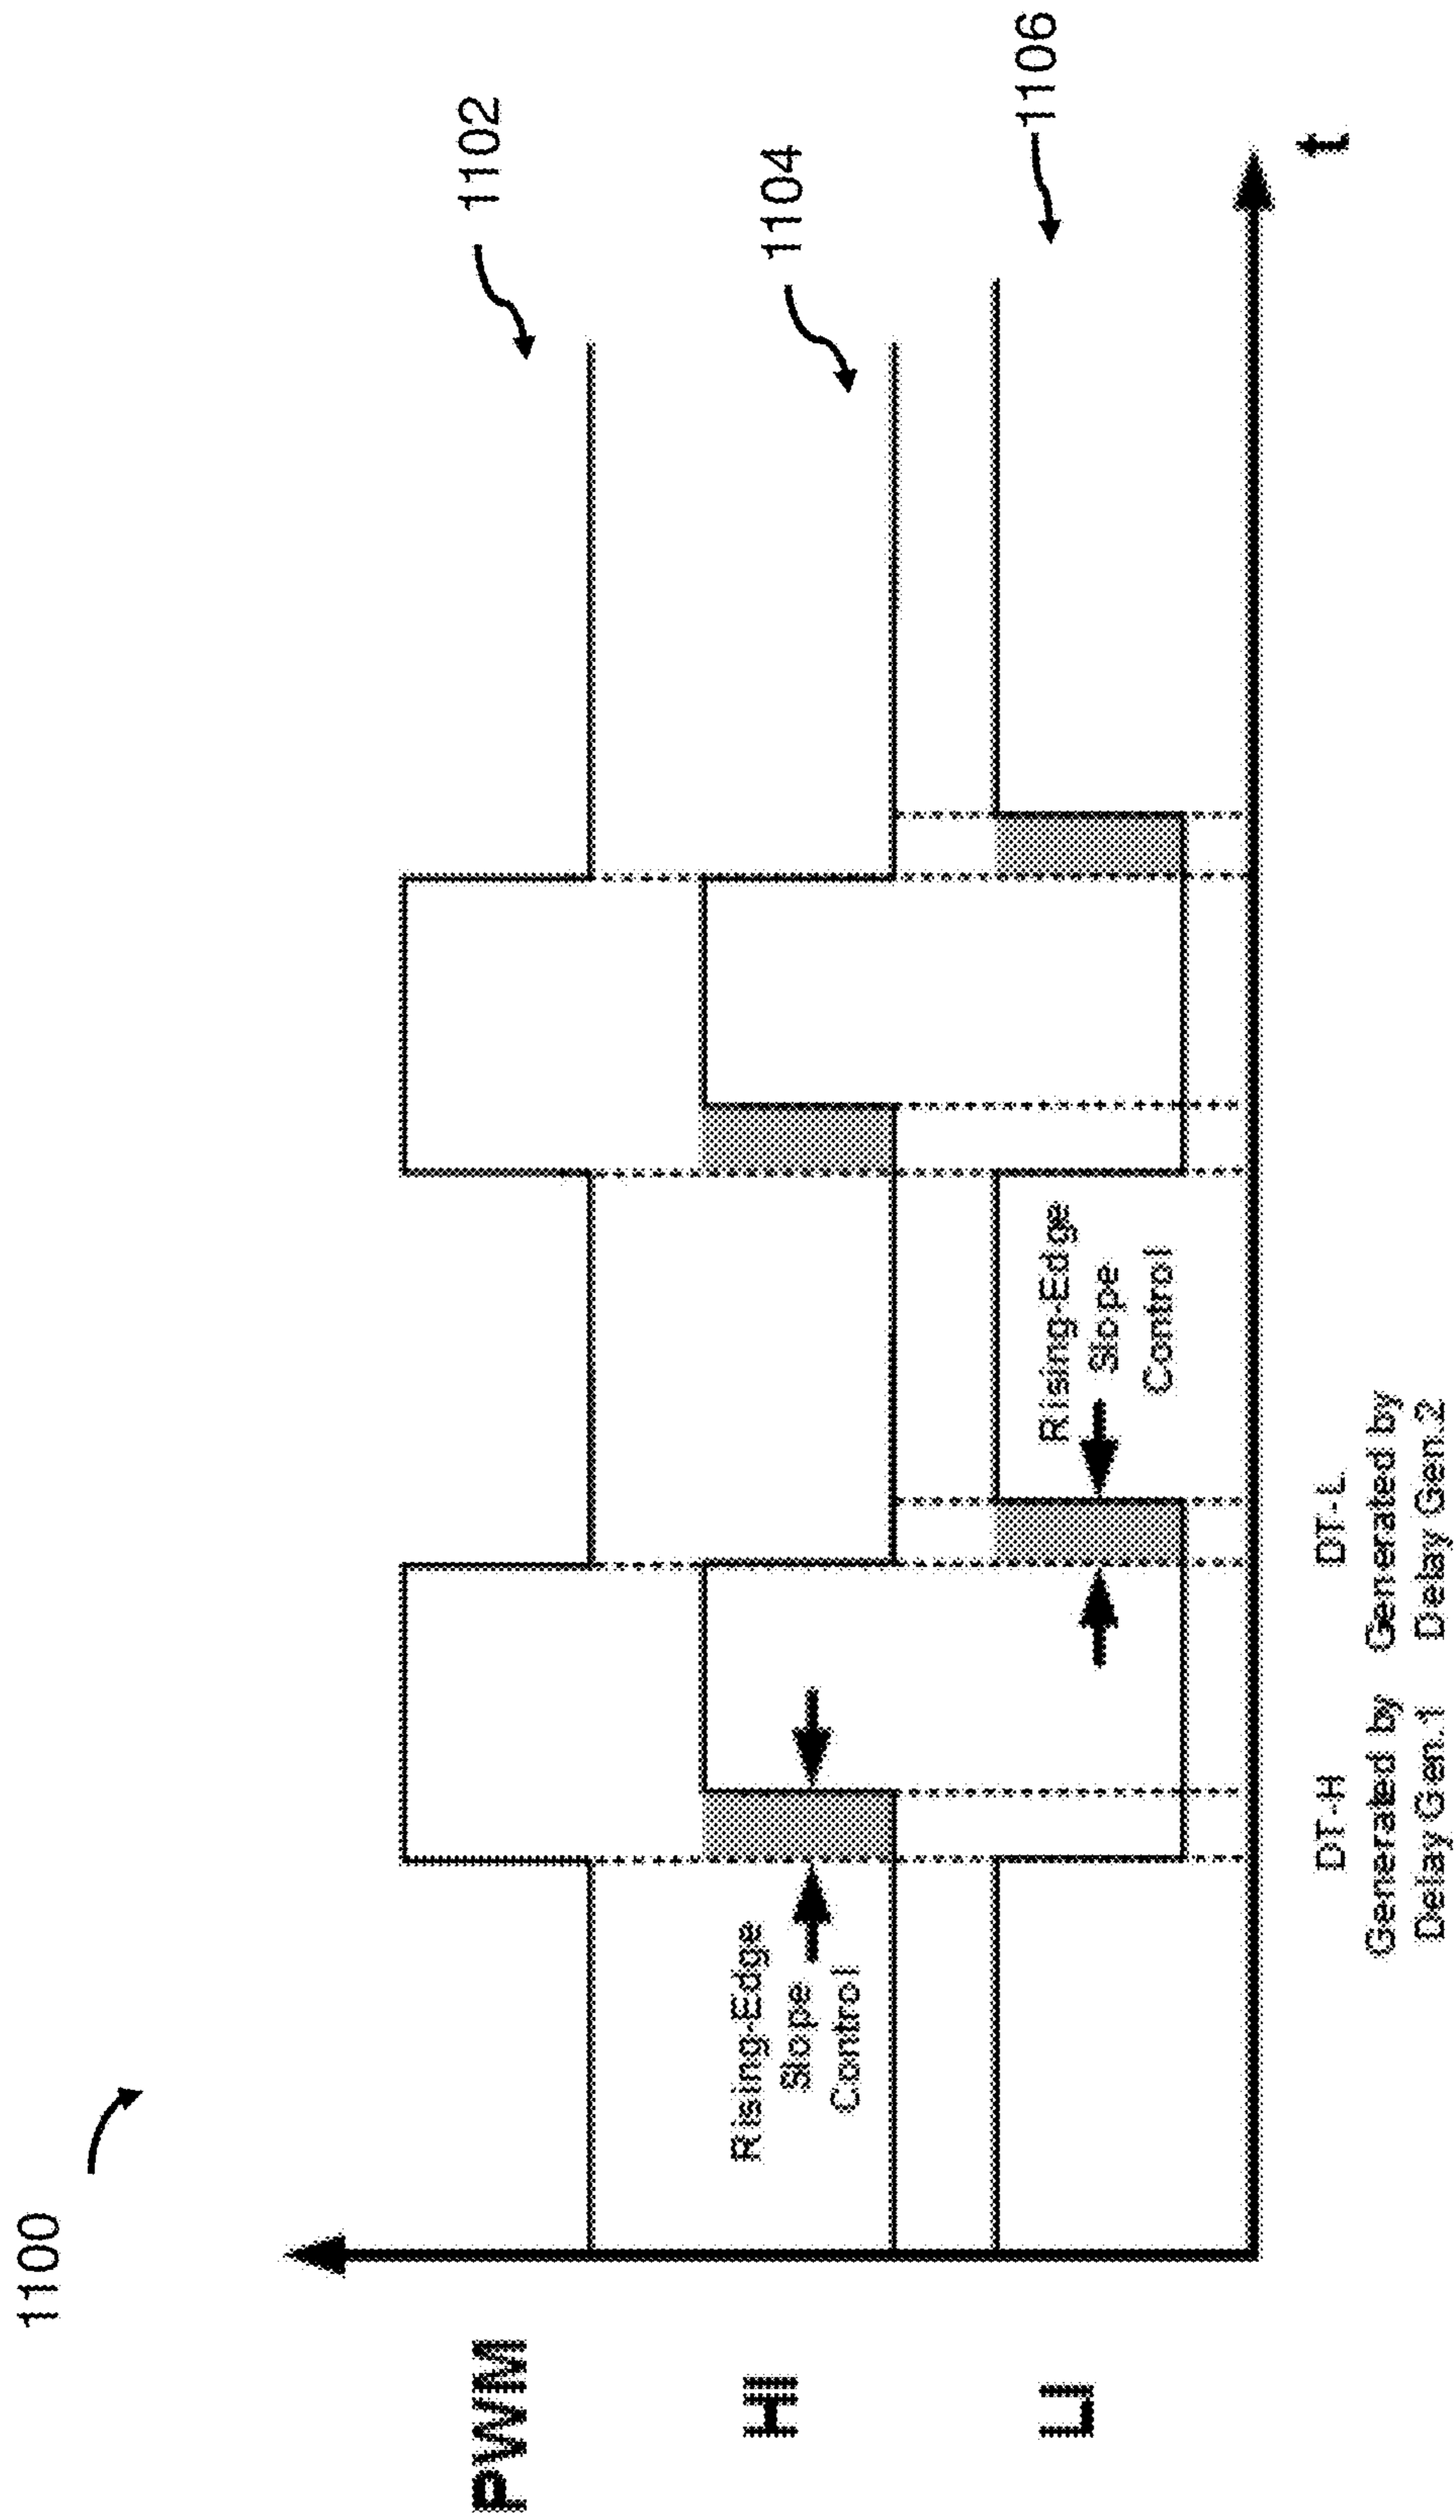 1100
1102
1104
1106
PWM
HI
LI
Rising-Edge
Slope
Control
Rising-Edge
Slope
Control
t
DT-H
Generated by
Delay Gen.1
DT-L
Generated by
Delay Gen.2